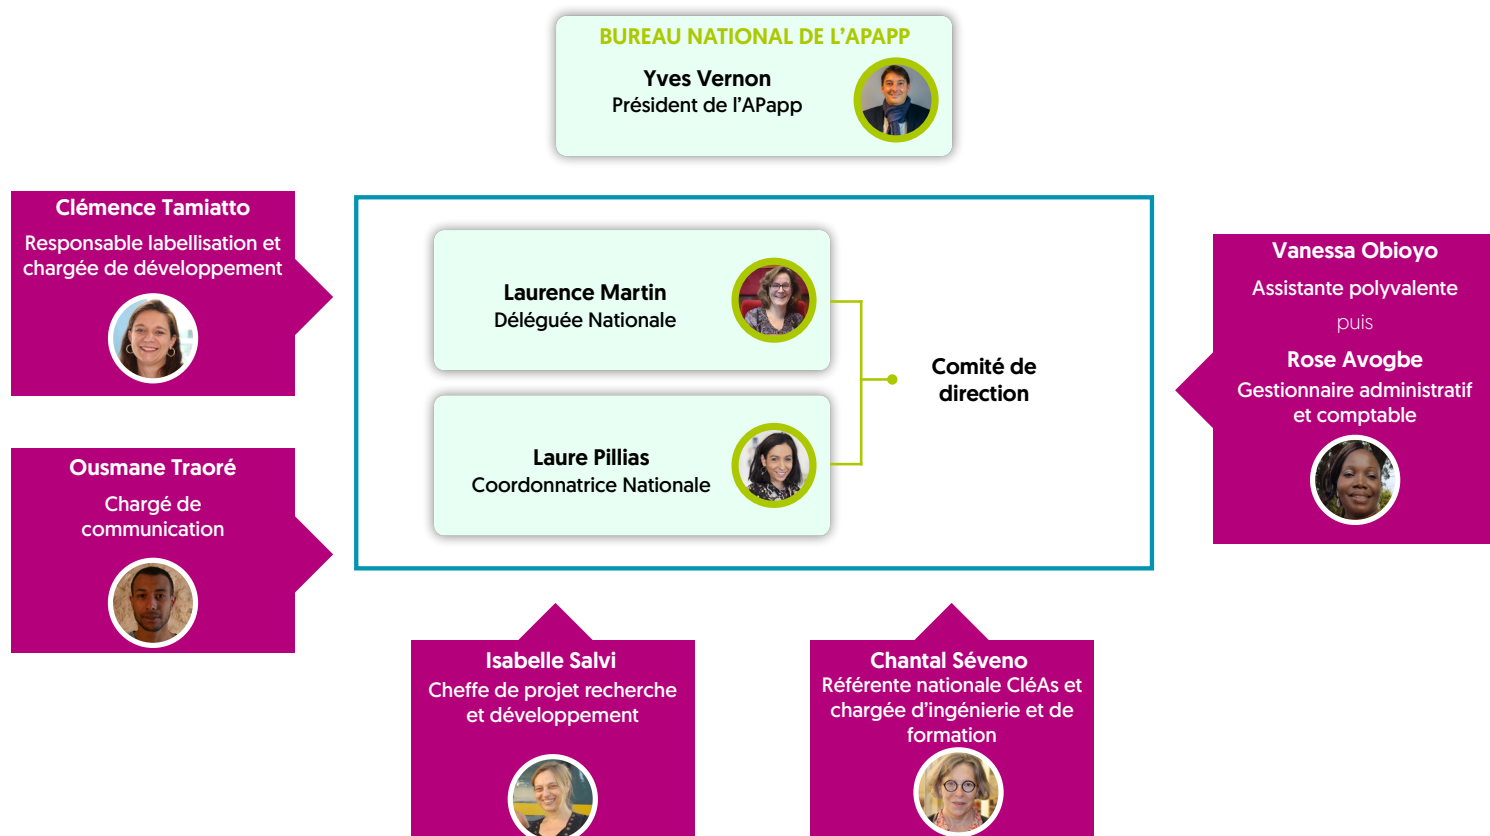 BUREAU NATIONAL DE L’APAPP
Yves Vernon
Président de l’APapp
Clémence Tamiatto
Responsable labellisation et
chargée de développement
Ousmane Traoré
Chargé de
communication
Laurence Martin
Déléguée Nationale
Laure Pillias
Coordonnatrice Nationale
Comité de
direction
Vanessa Obioyo
Assistante polyvalente
puis
Rose Avogbe
Gestionnaire administratif
et comptable
Isabelle Salvi
Cheffe de projet recherche
et développement
Chantal Séveno
Référente nationale CléAs et
chargée d’ingénierie et de
formation